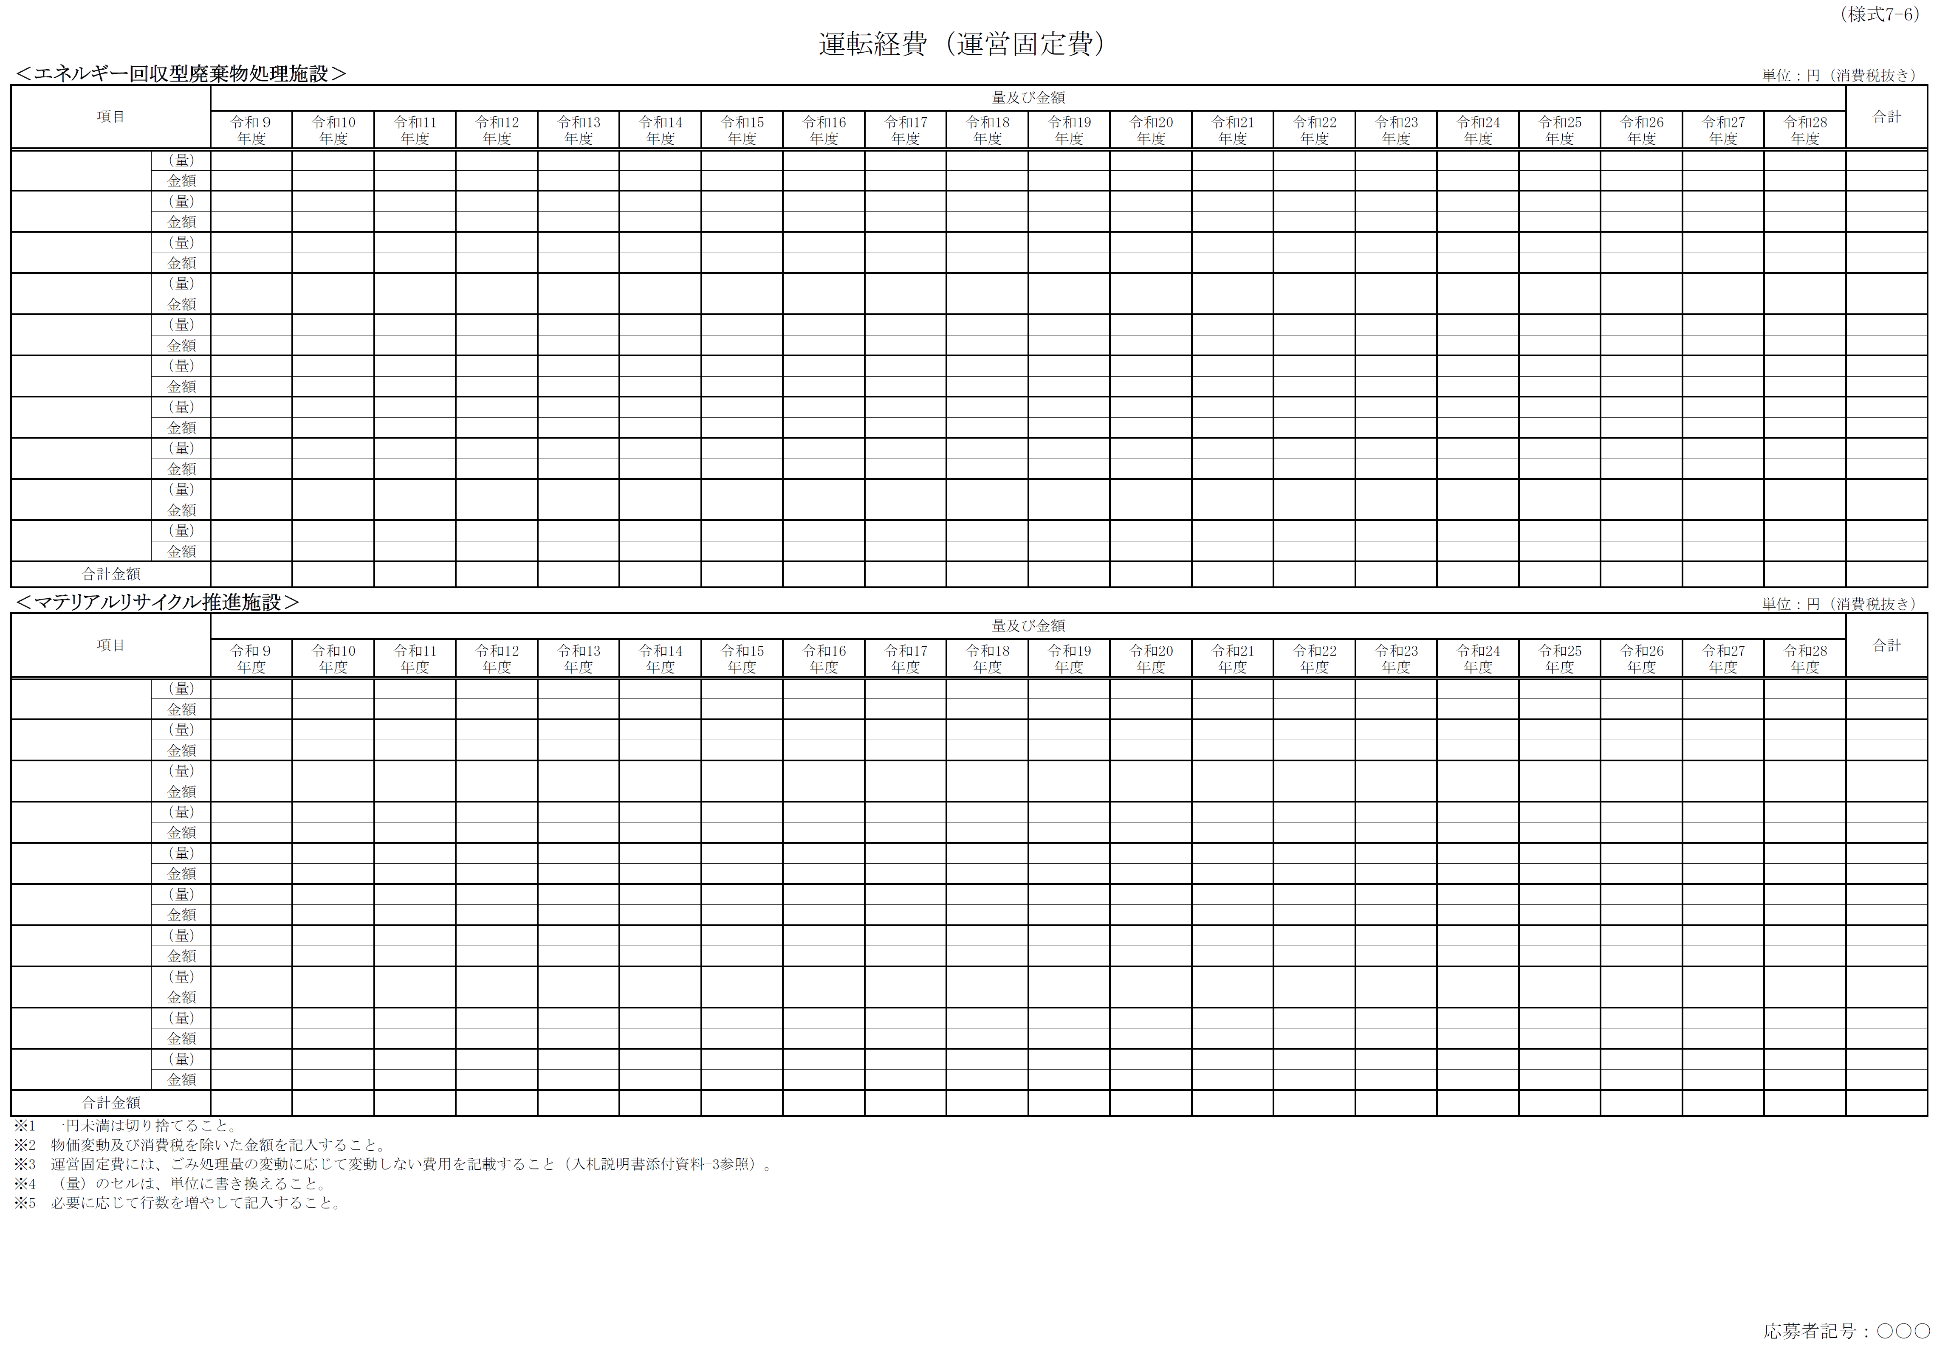 （様式7-6）
運転経費（運営固定費）
＜エネルギー回収型廃棄物処理施設＞
単位：円（消費税抜き）
項目
量及び金額
合計
令和９年度 令和10年度 令和11年度 令和12年度 令和13年度 令和14年度 令和15年度 令和16年度 令和17年度 令和18年度 令和19年度 令和20年度 令和21年度 令和22年度 令和23年度 令和24年度 令和25年度 令和26年度 令和27年度 令和28年度
（量）
金額
（量）
金額
（量）
金額
（量）
金額
（量）
金額
（量）
金額
（量）
金額
（量）
金額
（量）
金額
（量）
金額
合計金額
＜マテリアルリサイクル推進施設＞
単位：円（消費税抜き）
項目
量及び金額
合計
令和９年度 令和10年度 令和11年度 令和12年度 令和13年度 令和14年度 令和15年度 令和16年度 令和17年度 令和18年度 令和19年度 令和20年度 令和21年度 令和22年度 令和23年度 令和24年度 令和25年度 令和26年度 令和27年度 令和28年度
（量）
金額
（量）
金額
（量）
金額
（量）
金額
（量）
金額
（量）
金額
（量）
金額
（量）
金額
（量）
金額
（量）
金額
合計金額
※1　一円未満は切り捨てること。
※2　物価変動及び消費税を除いた金額を記入すること。
※3　運営固定費には、ごみ処理量の変動に応じて変動しない費用を記載すること（入札説明書添付資料-3参照）。
※4　（量）のセルは、単位に書き換えること。
※5　必要に応じて行数を増やして記入すること。
応募者記号：○○○